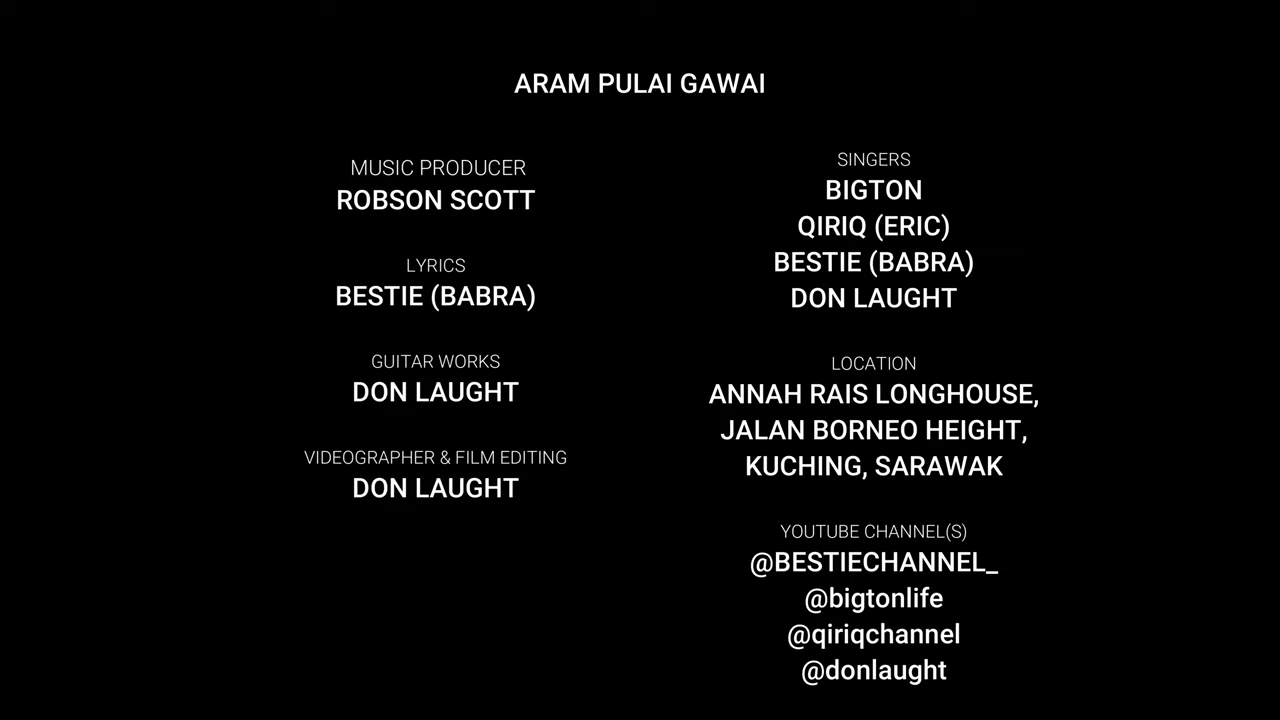 ARAM PULAI GAWAI
MUSIC PRODUCER
ROBSON SCOTT
LYRICS
BESTIE (BABRA)
GUITAR WORKS
DON LAUGHT
VIDEOGRAPHER & FILM EDITING
DON LAUGHT
SINGERS
BIGTON
QIRIQ (ERIC)
BESTIE (BABRA)
DON LAUGHT
LOCATION
ANNAH RAIS LONGHOUSE,
JALAN BORNEO HEIGHT,
KUCHING, SARAWAK
YOUTUBE CHANNEL(S)
@BESTIECHANNEL_
@bigtonlife
@qiriqchannel
@donlaught